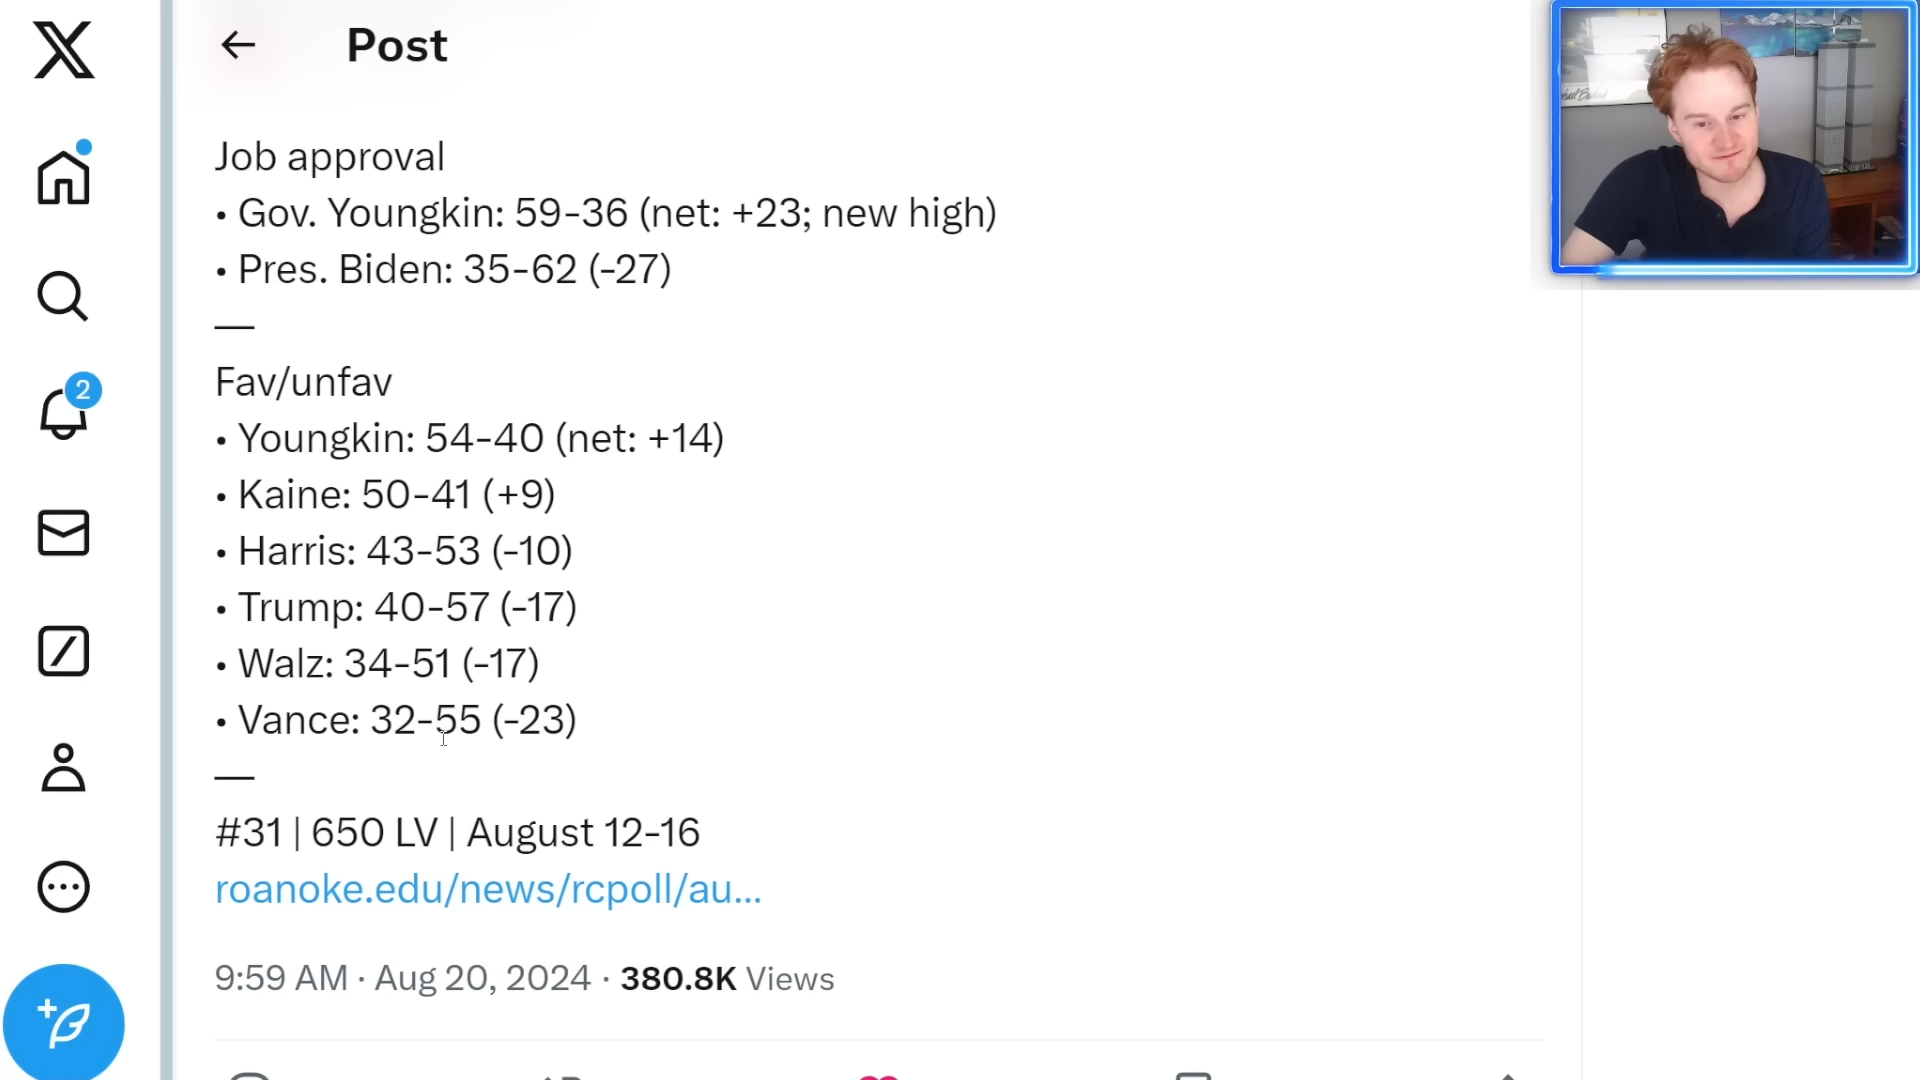 Post
Job approval
• Gov. Youngkin: 59-36 (net: +23; new high)
• Pres. Biden: 35-62 (-27)
—
Fav/unfav
• Youngkin: 54-40 (net: +14)
• Kaine: 50-41 (+9)
• Harris: 43-53 (-10)
• Trump: 40-57 (-17)
• Walz: 34-51 (-17)
• Vance: 32-55 (-23)
—
#31 | 650 LV | August 12-16
roanoke.edu/news/rcpoll/au...
9:59 AM · Aug 20, 2024 · 380.8K Views
2